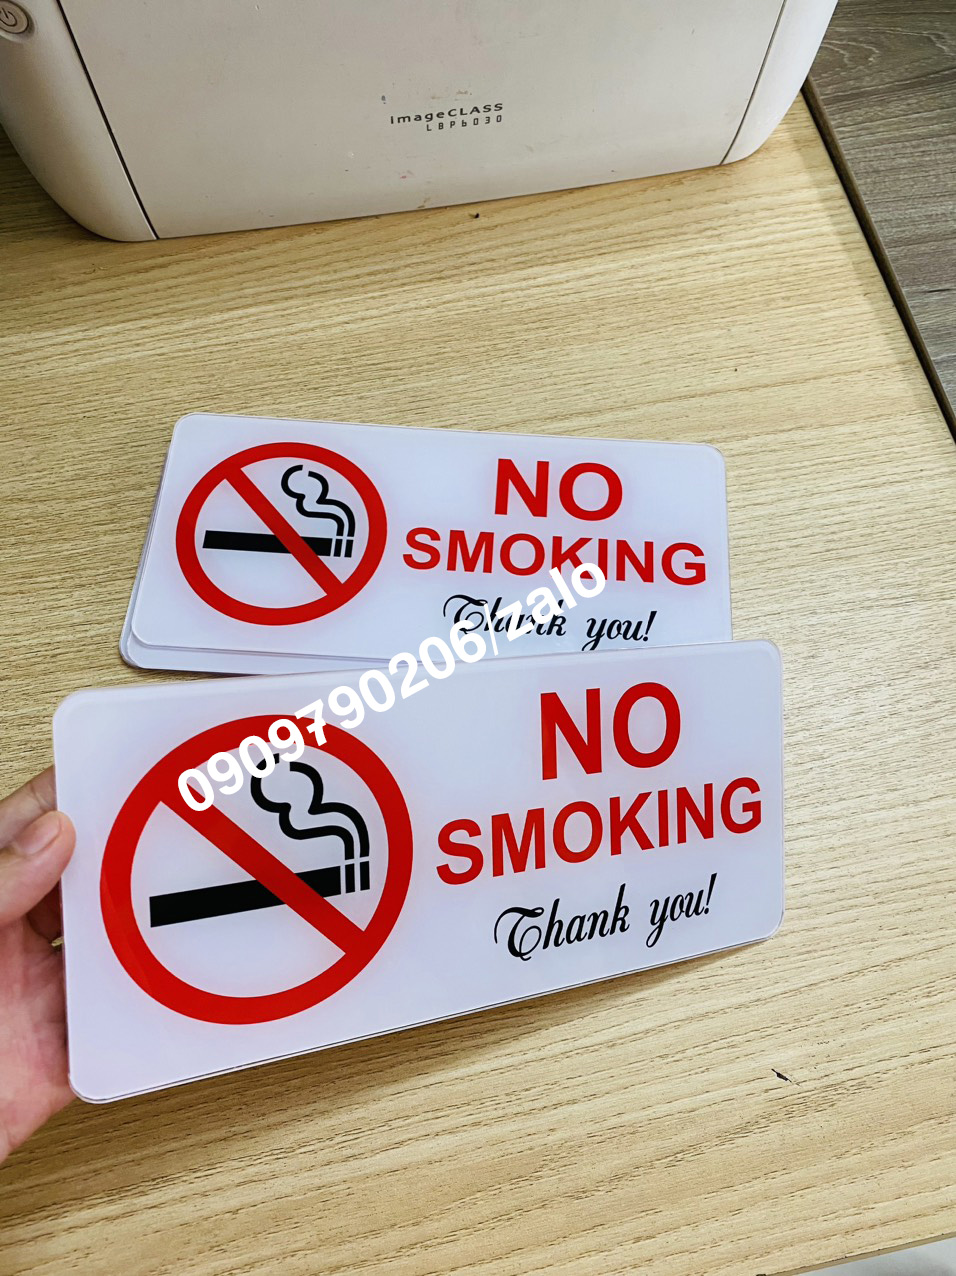 imageCLASS
LBP6030
NO
SMOKING
Thank you!
0909790206/zalo
NO
SMOKING
Thank you!